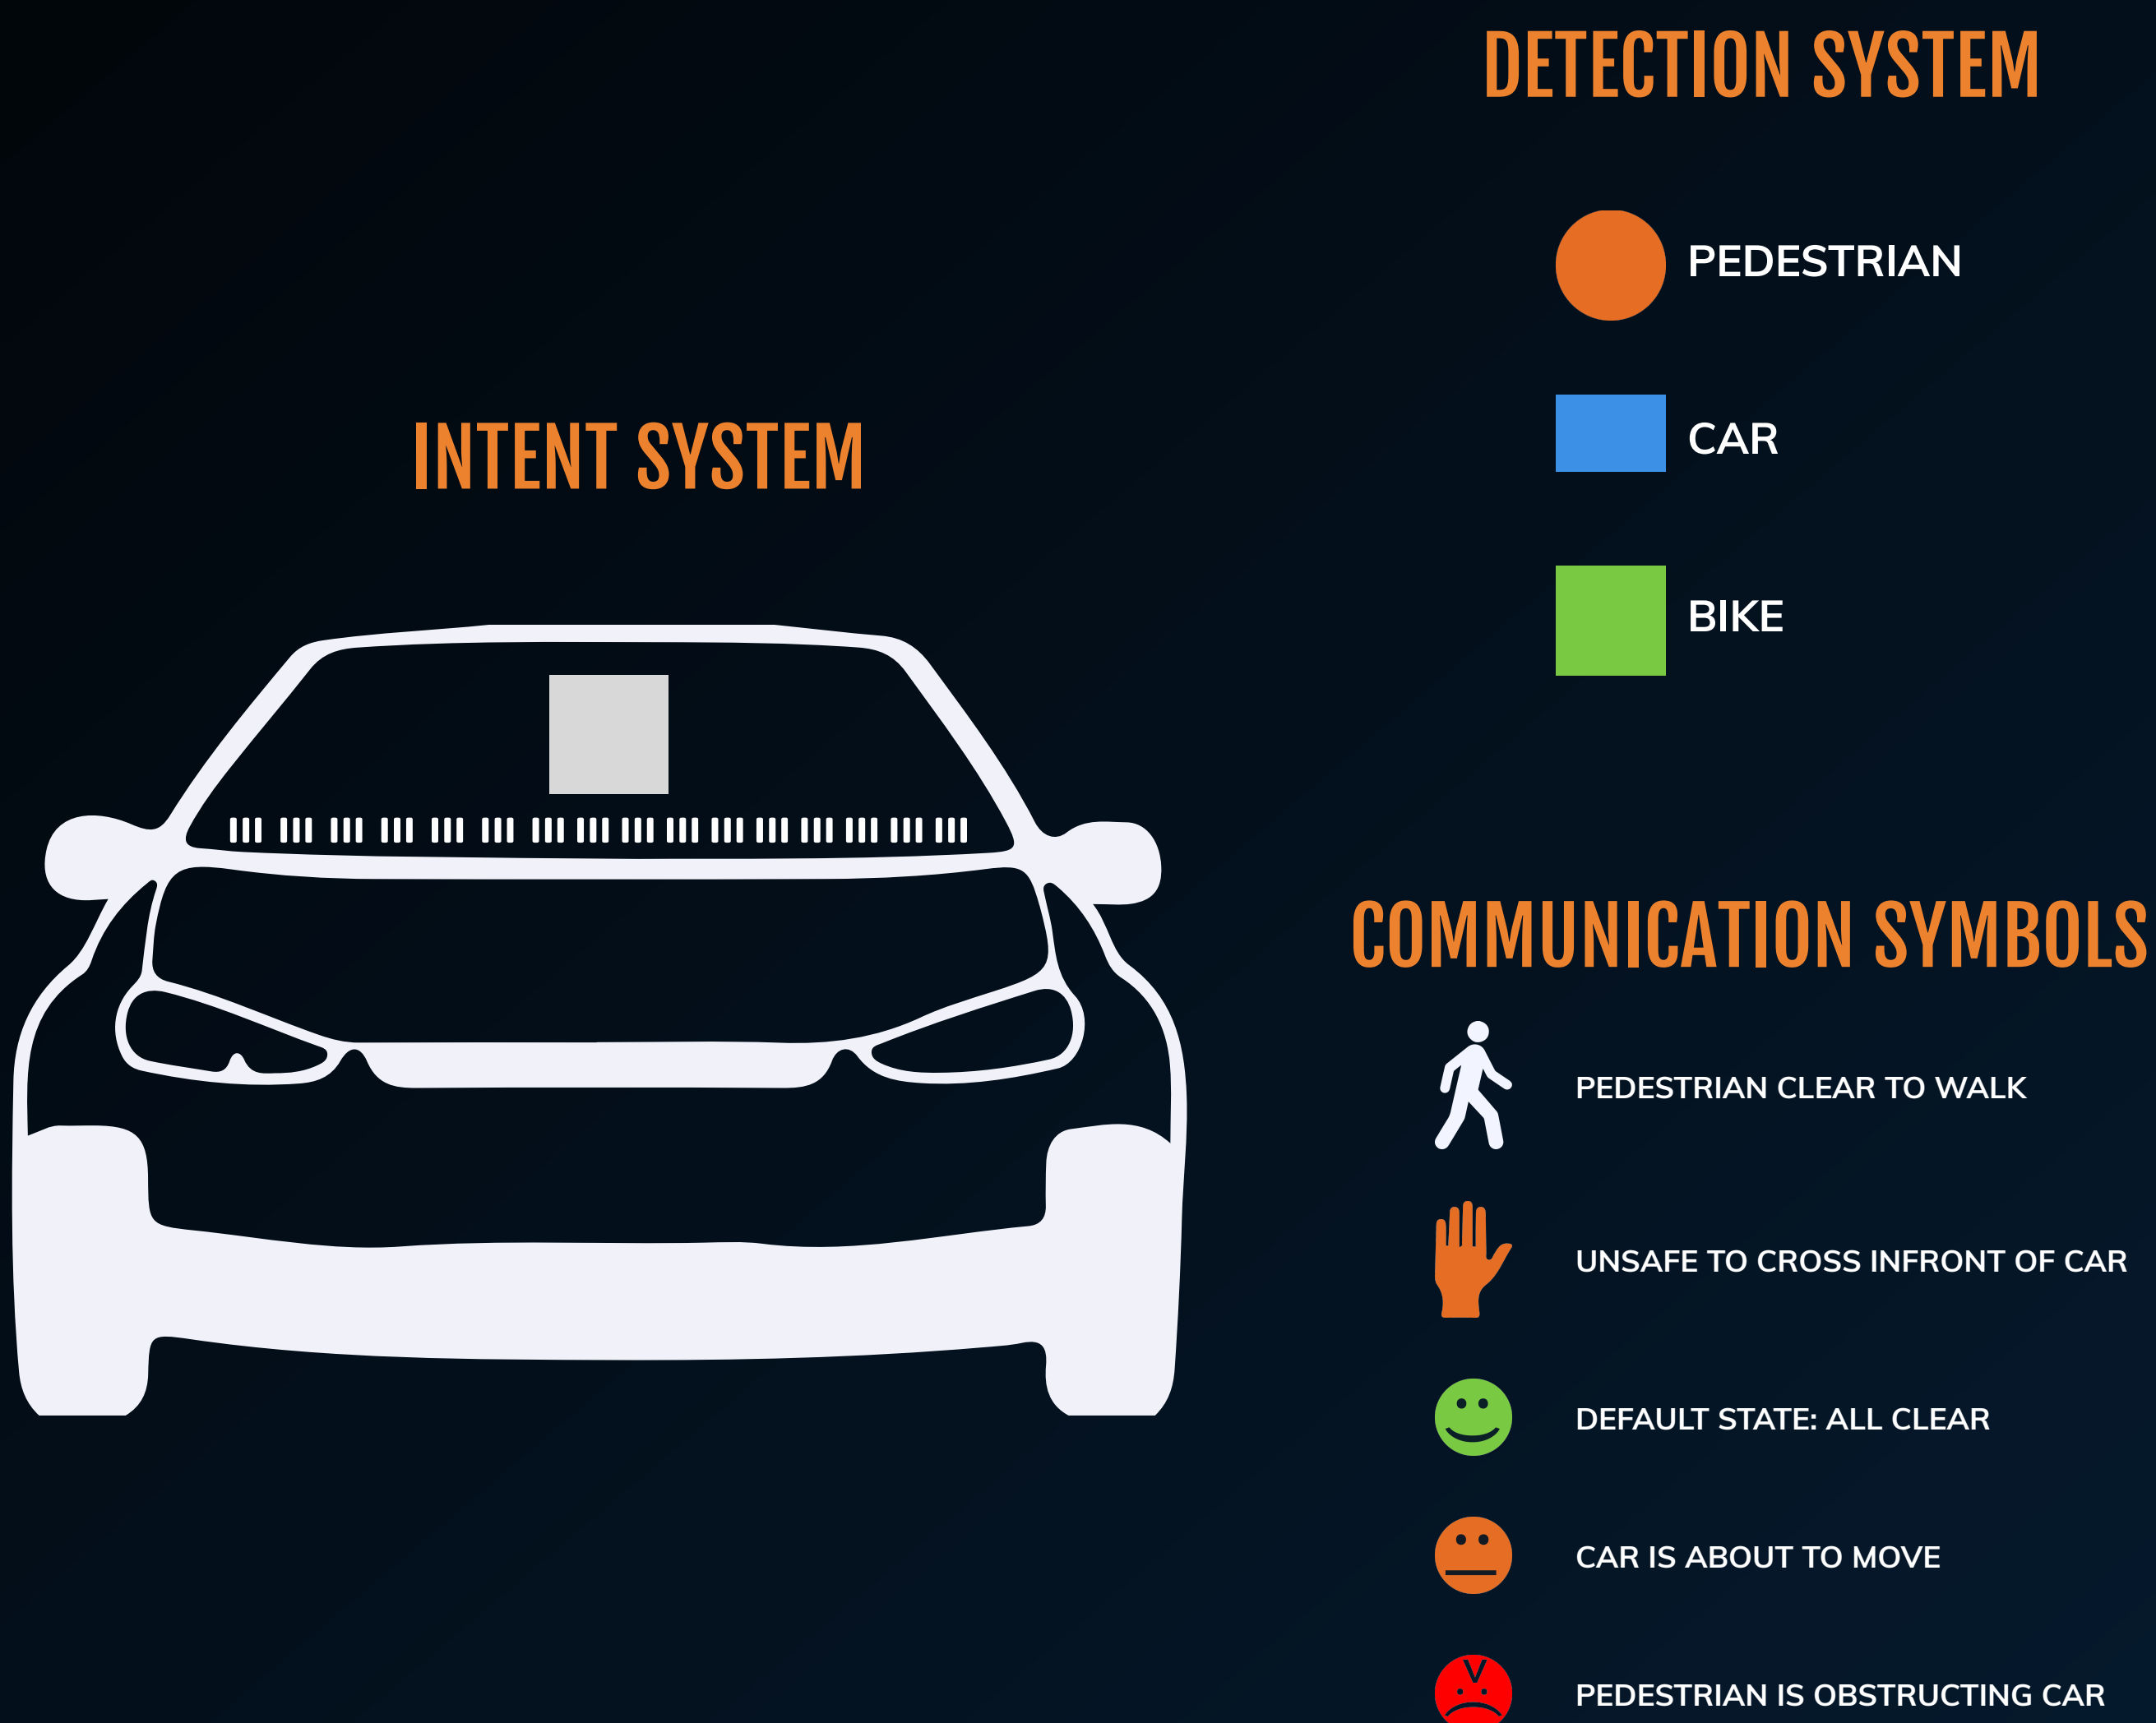 DETECTION SYSTEM
PEDESTRIAN
CAR
BIKE
INTENT SYSTEM
COMMUNICATION SYMBOLS
PEDESTRIAN CLEAR TO WALK
UNSAFE TO CROSS INFRONT OF CAR
DEFAULT STATE: ALL CLEAR
CAR IS ABOUT TO MOVE
PEDESTRIAN IS OBSTRUCTING CAR